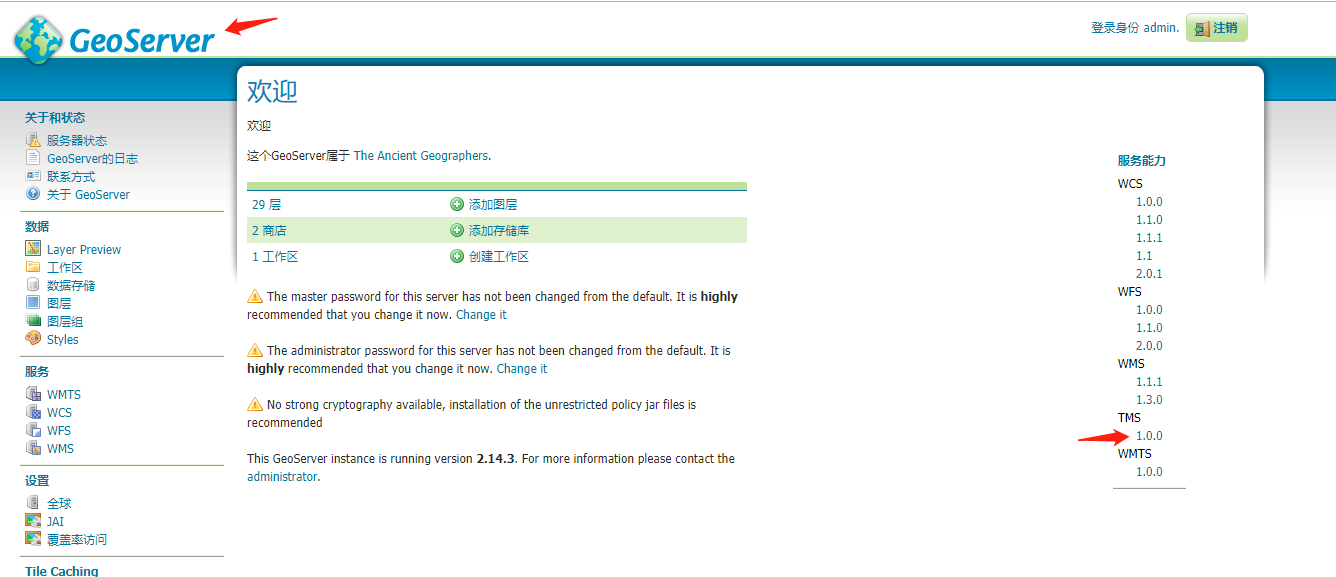 GeoServer
登录身份 admin.
注销
关于和状态
服务器状态
GeoServer的日志
联系方式
关于 GeoServer
数据
Layer Preview
工作区
数据存储
图层
图层组
Styles
服务
WMTS
WCS
WFS
WMS
设置
全球
JAI
覆盖率访问
Tile Caching
欢迎
欢迎
这个GeoServer属于 The Ancient Geographers.
29 层 添加图层
2 商店 添加存储库
1 工作区 创建工作区
The master password for this server has not been changed from the default. It is highly
recommended that you change it now. Change it
The administrator password for this server has not been changed from the default. It is
highly recommended that you change it now. Change it
No strong cryptography available, installation of the unrestricted policy jar files is
recommended
This GeoServer instance is running version 2.14.3. For more information please contact the
administrator.
服务能力
WCS
1.0.0
1.1.0
1.1.1
1.1
2.0.1
WFS
1.0.0
1.1.0
2.0.0
WMS
1.1.1
1.3.0
TMS
1.0.0
WMTS
1.0.0